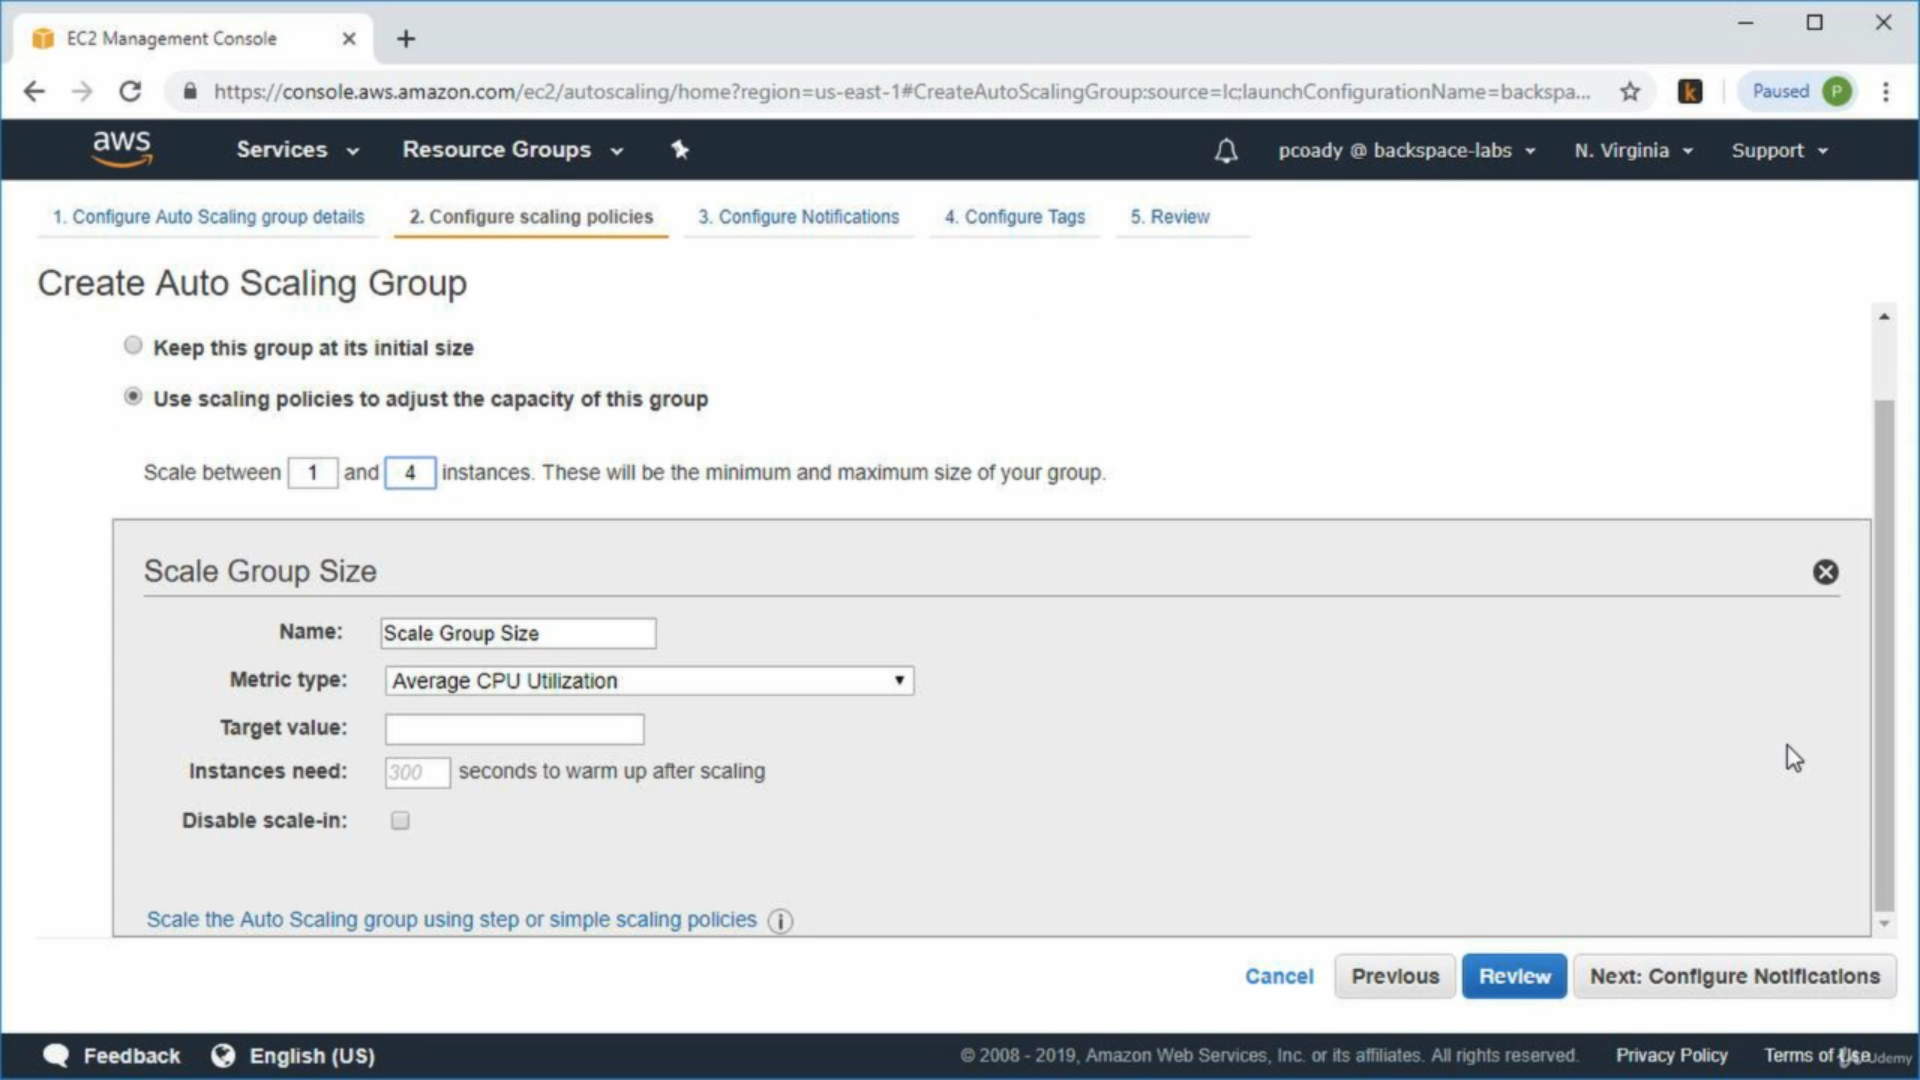 EC2 Management Console
https://console.aws.amazon.com/ec2/autoscaling/home?region=us-east-1#CreateAutoScalingGroup:source=lc;launchConfigurationName=backspa...
k
Paused P
aws Services Resource Groups pcoady @ backspace-labs N. Virginia Support
1. Configure Auto Scaling group details 2. Configure scaling policies 3. Configure Notifications 4. Configure Tags 5. Review
Create Auto Scaling Group
Keep this group at its initial size
Use scaling policies to adjust the capacity of this group
Scale between 1 and 4 instances. These will be the minimum and maximum size of your group.
Scale Group Size
Name: Scale Group Size
Metric type: Average CPU Utilization
Target value:
Instances need: 300 seconds to warm up after scaling
Disable scale-in:
Scale the Auto Scaling group using step or simple scaling policies i
Cancel Previous Review Next: Configure Notifications
Feedback English (US) © 2008 - 2019, Amazon Web Services, Inc. or its affiliates. All rights reserved. Privacy Policy Terms of Use
Udemy